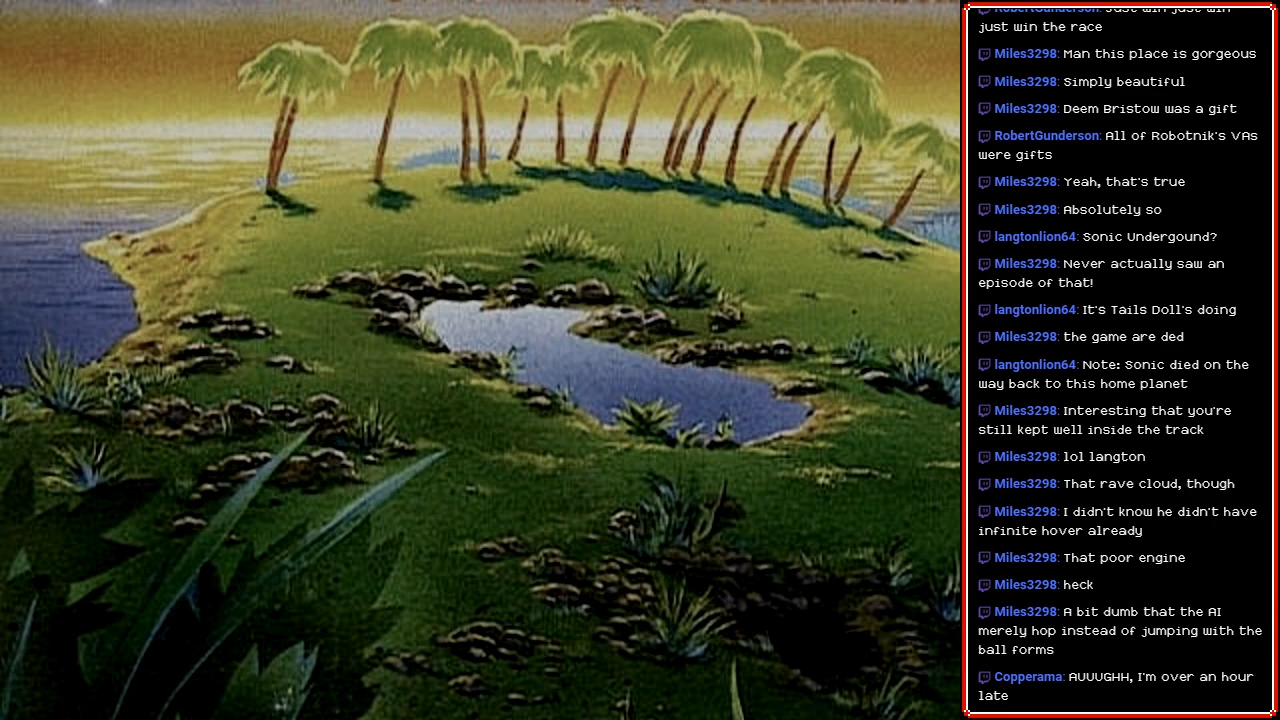 RobertGunderson: Just win just win
just win the race
Miles3298: Man this place is gorgeous
Miles3298: Simply beautiful
Miles3298: Deem Bristow was a gift
RobertGunderson: All of Robotnik's VAs
were gifts
Miles3298: Yeah, that's true
Miles3298: Absolutely so
langtonlion64: Sonic Undergound?
Miles3298: Never actually saw an
episode of that!
langtonlion64: It's Tails Doll's doing
Miles3298: the game are ded
langtonlion64: Note: Sonic died on the
way back to this home planet
Miles3298: Interesting that you're
still kept well inside the track
Miles3298: lol langton
Miles3298: That rave cloud, though
Miles3298: I didn't know he didn't have
infinite hover already
Miles3298: That poor engine
Miles3298: heck
Miles3298: A bit dumb that the AI
merely hop instead of jumping with the
ball forms
Copperama: AUUUGHH, I'm over an hour
late